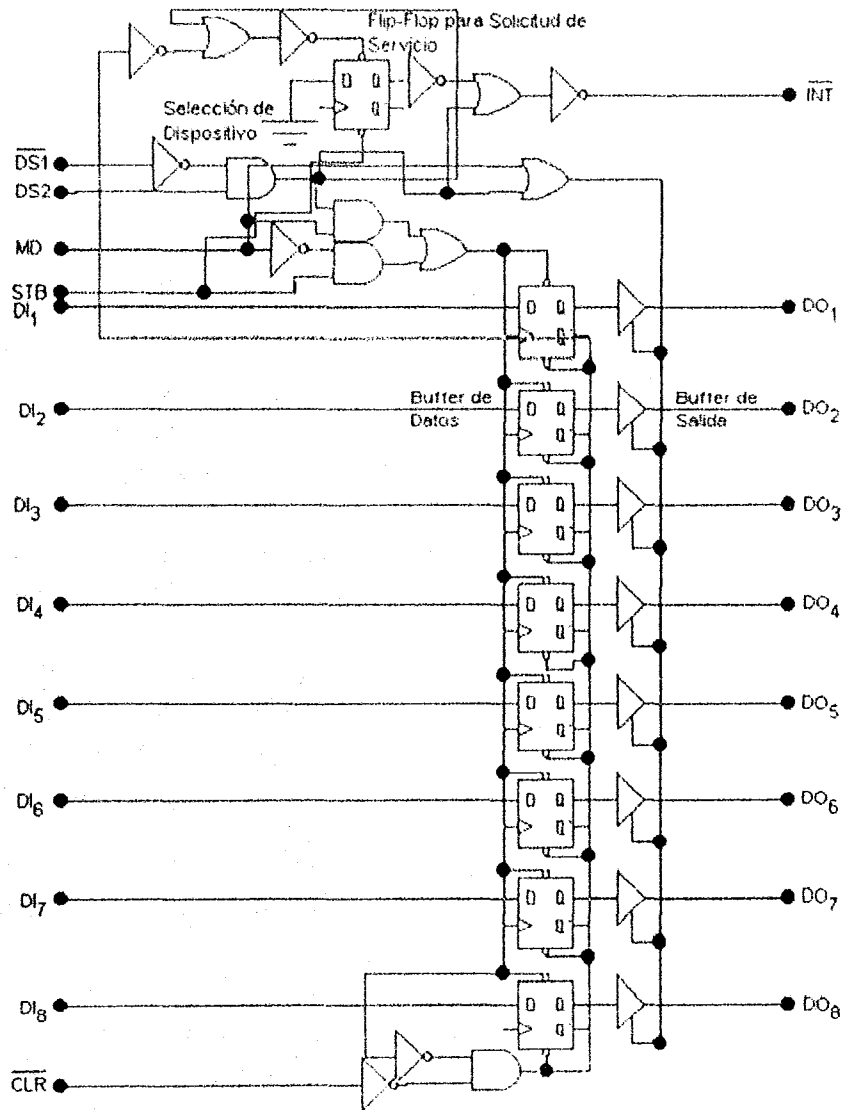 Flip-Flop para Solicitud de
Servicio
D Q
Q
INT
Selección de
Dispositivo
DS1
DS2
MD
STB
DI1
D Q
Q
DO1
DI2
Buffer de
Datos
D Q
Q
Buffer de
Salida
DO2
DI3
D Q
Q
DO3
DI4
D Q
Q
DO4
DI5
D Q
Q
DO5
DI6
D Q
Q
DO6
DI7
D Q
Q
DO7
DI8
D Q
Q
DO8
CLR